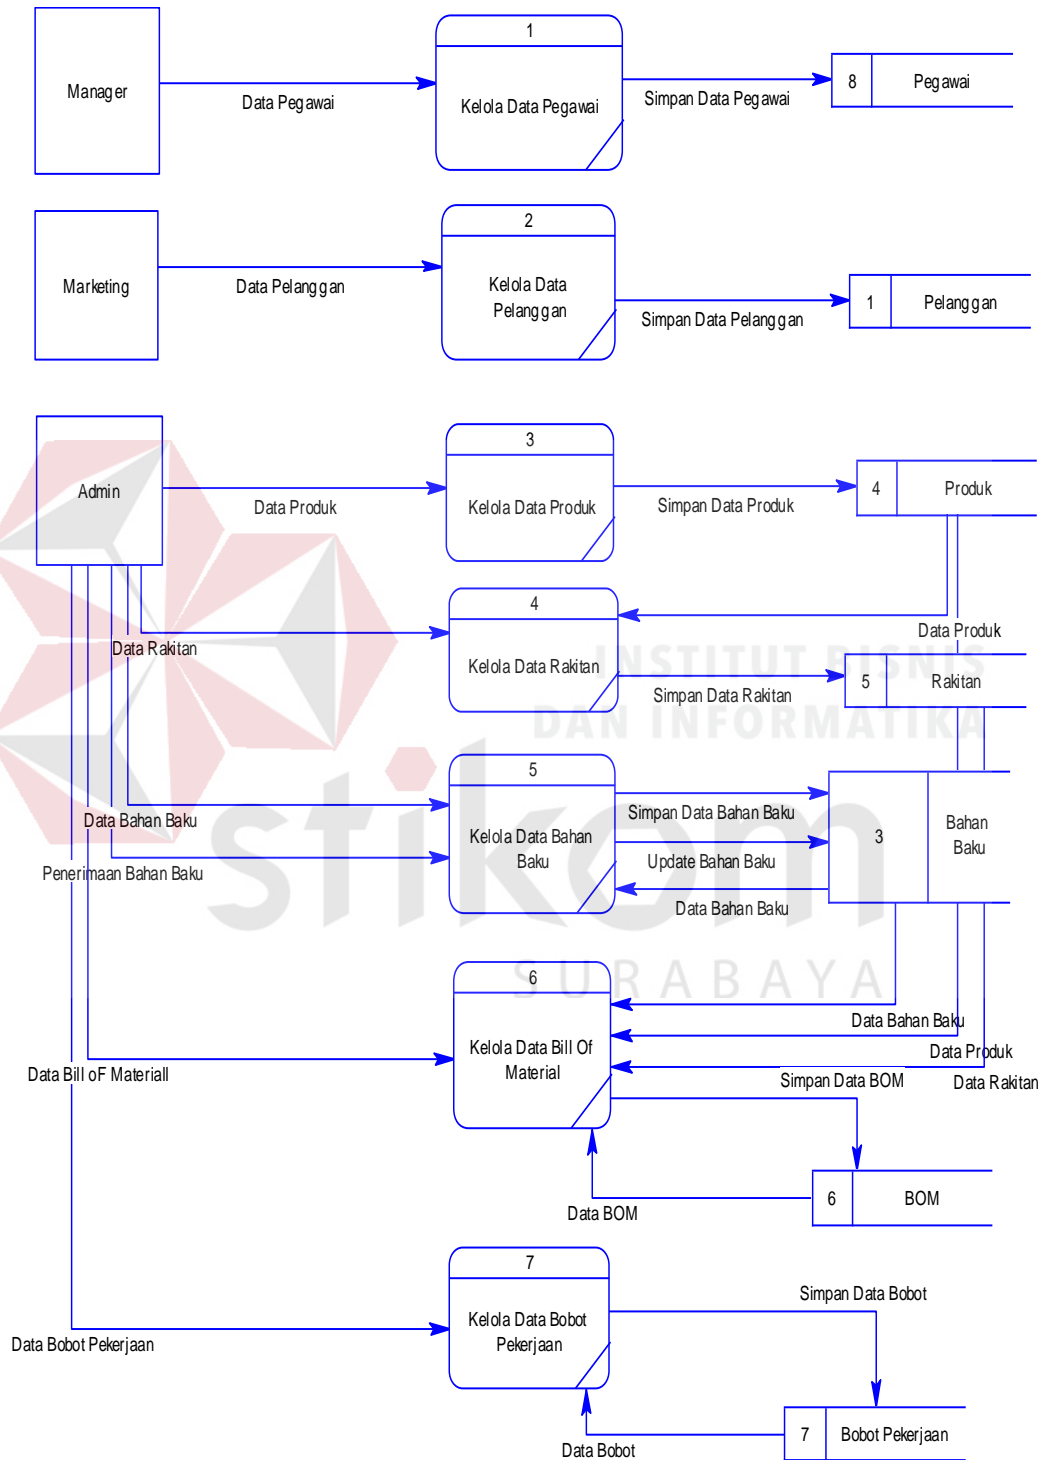 1
Manager
Data Pegawai
Kelola Data Pegawai
Simpan Data Pegawai
8
Pegawai
2
Marketing
Data Pelanggan
Kelola Data
Pelanggan
Simpan Data Pelanggan
1
Pelanggan
3
Admin
Data Produk
Kelola Data Produk
Simpan Data Produk
4
Produk
4
Data Rakitan
Kelola Data Rakitan
Data Produk
Simpan Data Rakitan
5
Rakitan
INSTITUT BISNIS
DAN INFORMATIKA
5
Data Bahan Baku
Penerimaan Bahan Baku
Kelola Data Bahan
Baku
Simpan Data Bahan Baku
Update Bahan Baku
Data Bahan Baku
3
Bahan
Baku
stikom
SURABAYA
6
Data Bill oF Materiall
Kelola Data Bill Of
Material
Data Bahan Baku
Data Produk
Data Rakitan
Simpan Data BOM
Data BOM
6
BOM
7
Data Bobot Pekerjaan
Kelola Data Bobot
Pekerjaan
Simpan Data Bobot
Data Bobot
7
Bobot Pekerjaan